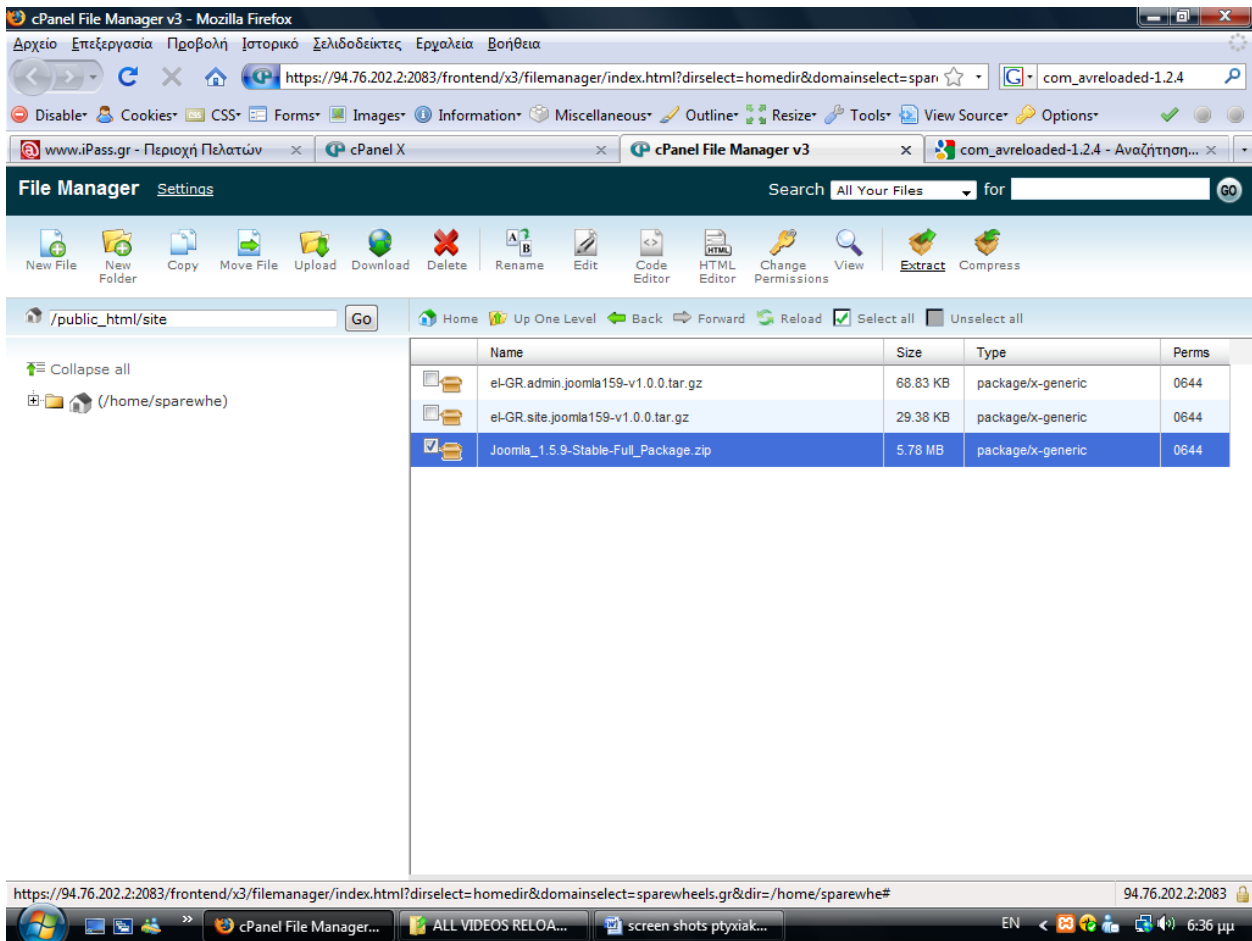 cPanel File Manager v3 - Mozilla Firefox
Αρχείο Επεξεργασία Προβολή Ιστορικό Σελιδοδείκτες Εργαλεία Βοήθεια
https://94.76.202.2:2083/frontend/x3/filemanager/index.html?dirselect=homedir&domainselect=spar
com_avreloaded-1.2.4
Disable Cookies CSS Forms Images Information Miscellaneous Outline Resize Tools View Source Options
www.iPass.gr - Περιοχή Πελατών
cPanel X
cPanel File Manager v3
com_avreloaded-1.2.4 - Αναζήτηση...
File Manager Settings
Search All Your Files for GO
New File
New Folder
Copy
Move File
Upload
Download
Delete
Rename
Edit
Code Editor
HTML Editor
Change Permissions
View
Extract
Compress
/public_html/site Go
Home Up One Level Back Forward Reload Select all Unselect all
Collapse all
(/home/sparewhe)
Name Size Type Perms
el-GR.admin.joomla159-v1.0.0.tar.gz 68.83 KB package/x-generic 0644
el-GR.site.joomla159-v1.0.0.tar.gz 29.38 KB package/x-generic 0644
Joomla_1.5.9-Stable-Full_Package.zip 5.78 MB package/x-generic 0644
https://94.76.202.2:2083/frontend/x3/filemanager/index.html?dirselect=homedir&domainselect=sparewheels.gr&dir=/home/sparewhe#
94.76.202.2:2083
cPanel File Manager...
ALL VIDEOS RELOA...
screen shots ptyxiak...
EN
6:36 μμ